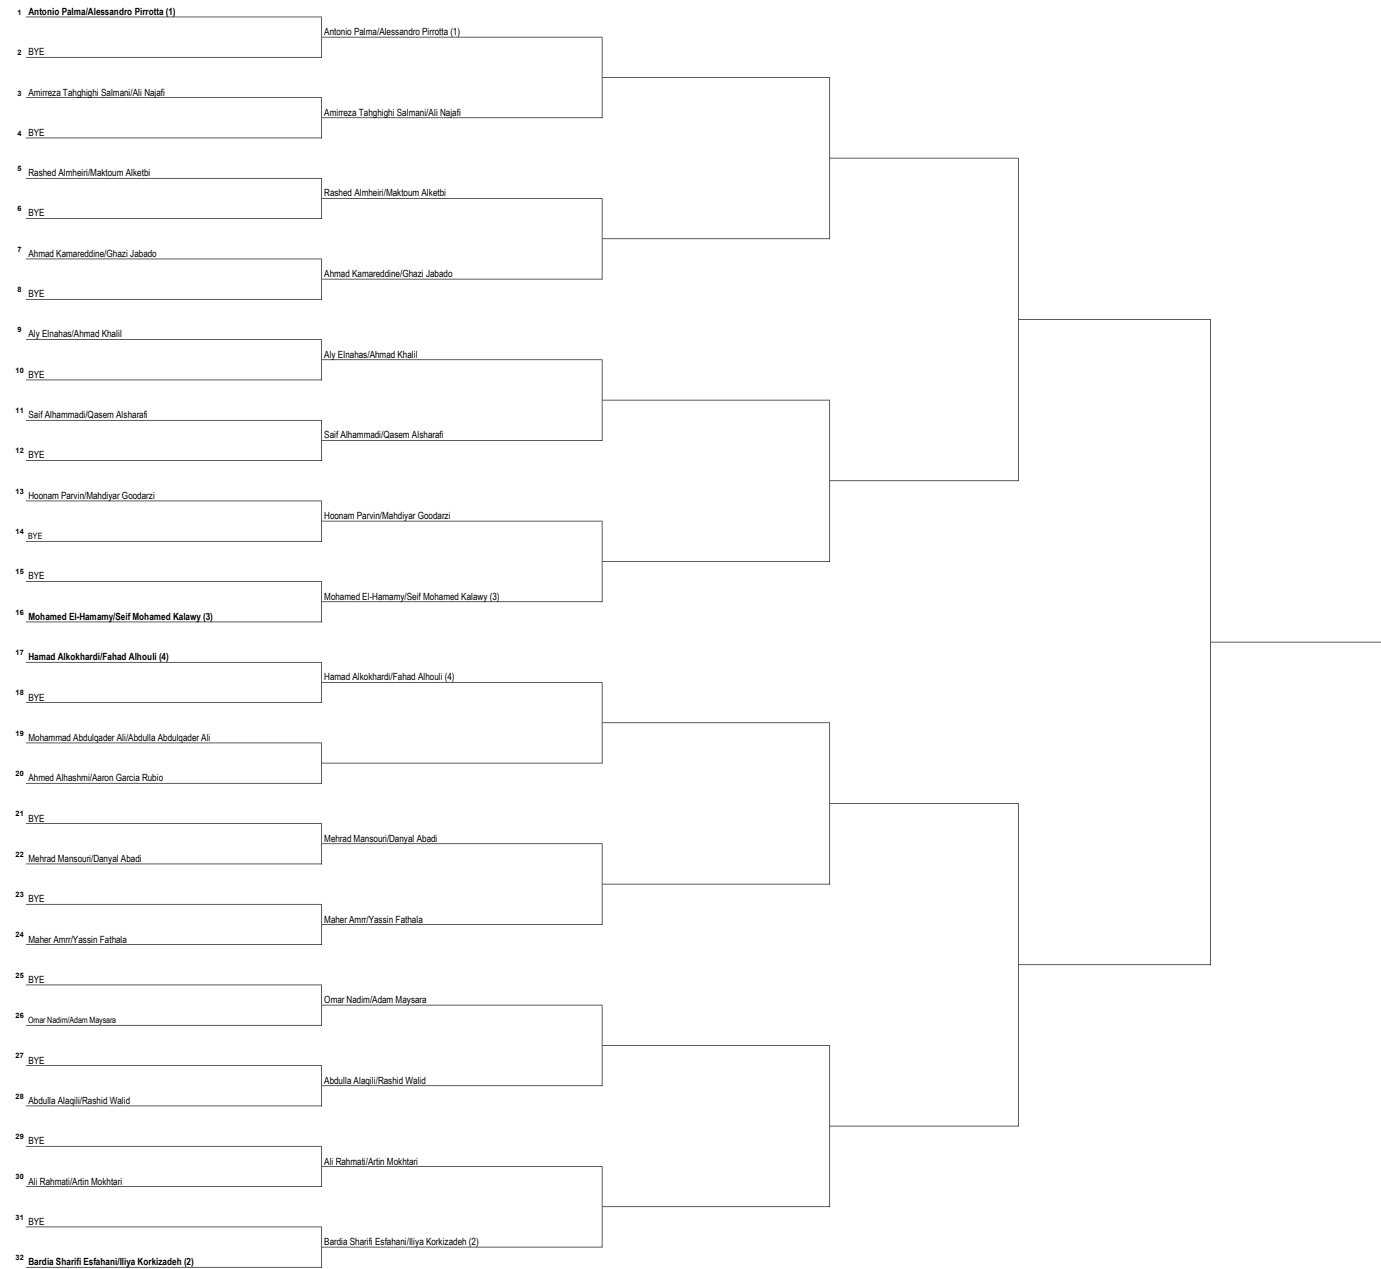 1 Antonio Palma/Alessandro Pirrotta (1)
Antonio Palma/Alessandro Pirrotta (1)
2 BYE
3 Amirreza Tahghighi Salmani/Ali Najafi
Amirreza Tahghighi Salmani/Ali Najafi
4 BYE
5 Rashed Almheiri/Maktoum Alketbi
Rashed Almheiri/Maktoum Alketbi
6 BYE
7 Ahmad Kamareddine/Ghazi Jabado
Ahmad Kamareddine/Ghazi Jabado
8 BYE
9 Aly Elnahas/Ahmad Khalil
Aly Elnahas/Ahmad Khalil
10 BYE
11 Saif Alhammadi/Qasem Alsharafi
Saif Alhammadi/Qasem Alsharafi
12 BYE
13 Hoonam Parvin/Mahdiyar Goodarzi
Hoonam Parvin/Mahdiyar Goodarzi
14 BYE
15 BYE
Mohamed El-Hamamy/Seif Mohamed Kalawy (3)
16 Mohamed El-Hamamy/Seif Mohamed Kalawy (3)
17 Hamad Alkokhardi/Fahad Alhouli (4)
Hamad Alkokhardi/Fahad Alhouli (4)
18 BYE
19 Mohammad Abdulqader Ali/Abdulla Abdulqader Ali
20 Ahmed Alhashmi/Aaron Garcia Rubio
21 BYE
Mehrad Mansouri/Danyal Abadi
22 Mehrad Mansouri/Danyal Abadi
23 BYE
Maher Amrr/Yassin Fathala
24 Maher Amrr/Yassin Fathala
25 BYE
Omar Nadim/Adam Maysara
26 Omar Nadim/Adam Maysara
27 BYE
Abdulla Alaqili/Rashid Walid
28 Abdulla Alaqili/Rashid Walid
29 BYE
Ali Rahmati/Artin Mokhtari
30 Ali Rahmati/Artin Mokhtari
31 BYE
Bardia Sharifi Esfahani/Iliya Korkizadeh (2)
32 Bardia Sharifi Esfahani/Iliya Korkizadeh (2)